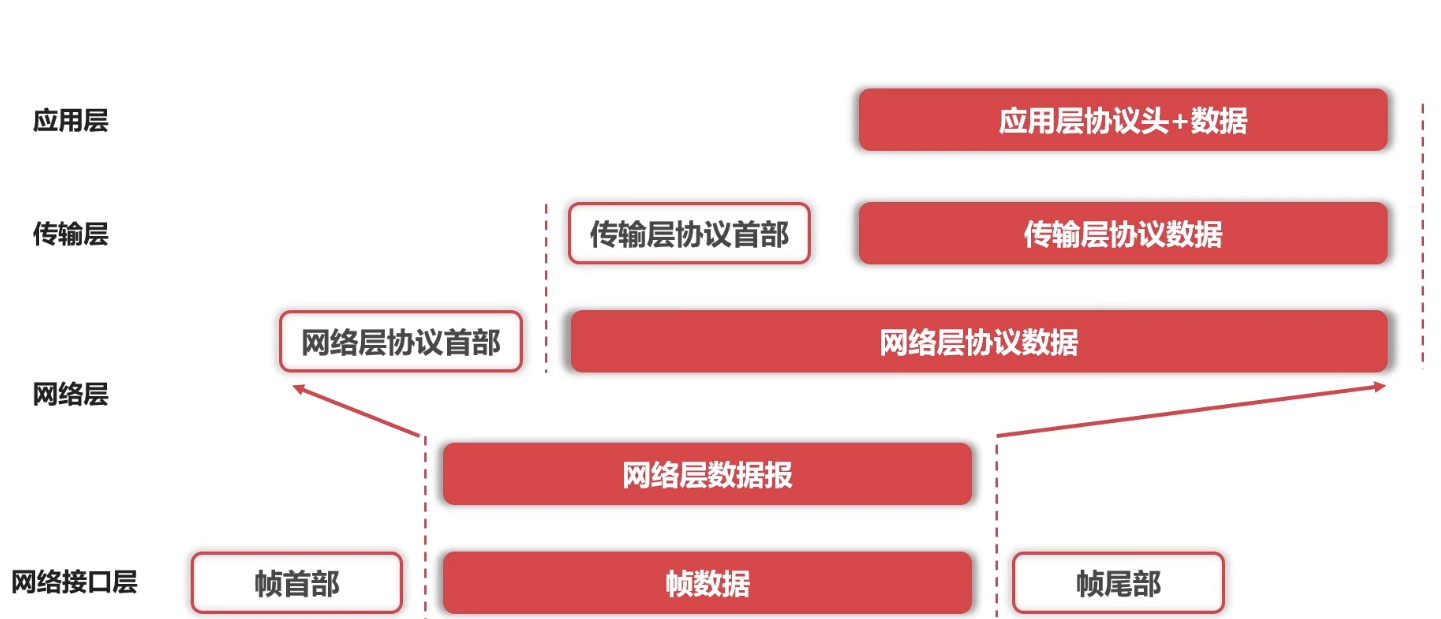 应用层
应用层协议头+数据
传输层
传输层协议首部
传输层协议数据
网络层协议首部
网络层协议数据
网络层
网络层数据报
网络接口层
帧首部
帧数据
帧尾部